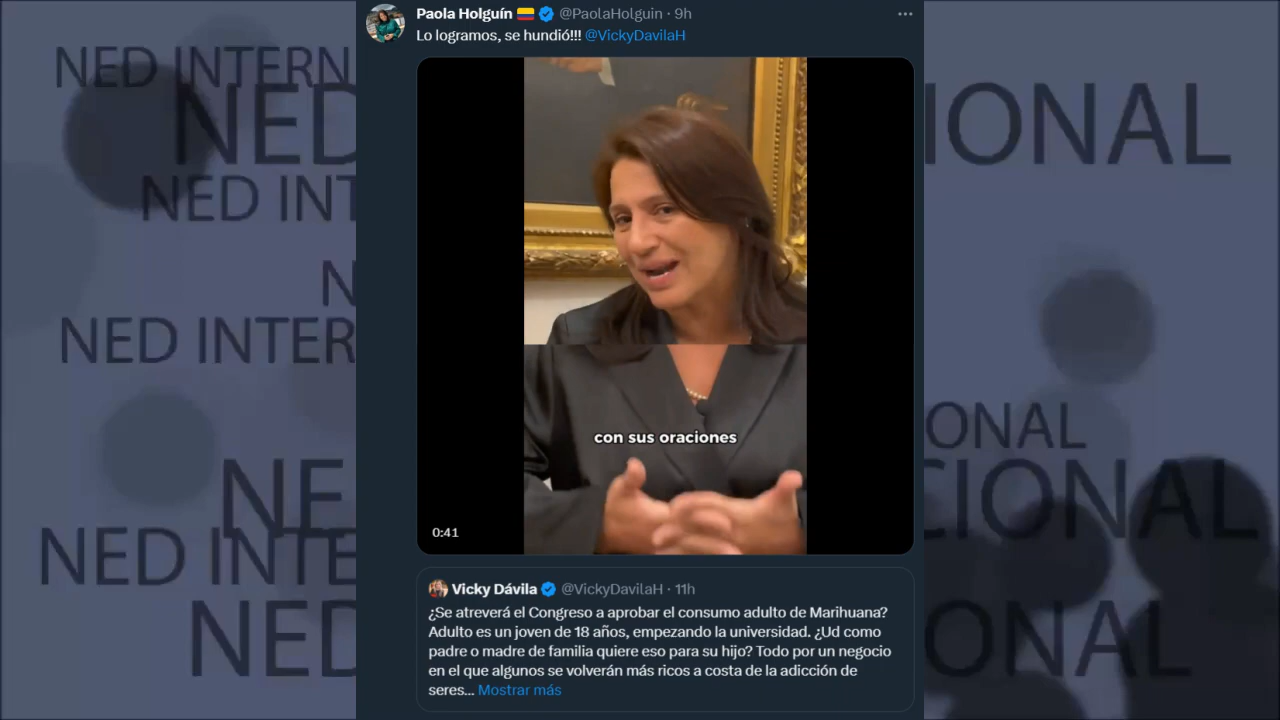 Paola Holguín @PaolaHolguin · 9h
Lo logramos, se hundió!!! @VickyDavilaH
con sus oraciones
0:41
Vicky Dávila @VickyDavilaH · 11h
¿Se atreverá el Congreso a aprobar el consumo adulto de Marihuana?
Adulto es un joven de 18 años, empezando la universidad. ¿Ud como
padre o madre de familia quiere eso para su hijo? Todo por un negocio
en el que algunos se volverán más ricos a costa de la adicción de
seres... Mostrar más
NED INTERN
NED
IONAL
NED INT
N
NED INTER
ONAL
NE
CIONAL
NED INTE
NED
ONAL